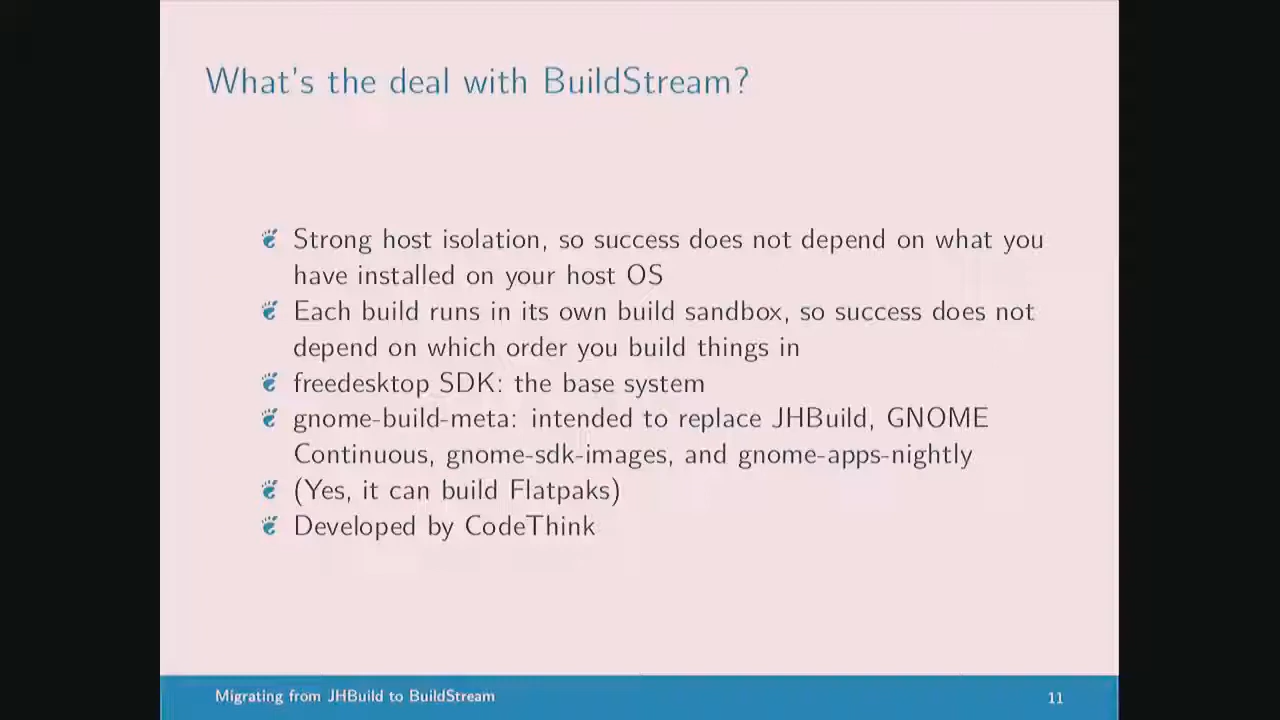 What's the deal with BuildStream?
Strong host isolation, so success does not depend on what you
have installed on your host OS
Each build runs in its own build sandbox, so success does not
depend on which order you build things in
freedesktop SDK: the base system
gnome-build-meta: intended to replace JHBuild, GNOME
Continuous, gnome-sdk-images, and gnome-apps-nightly
(Yes, it can build Flatpaks)
Developed by CodeThink
Migrating from JHBuild to BuildStream
11